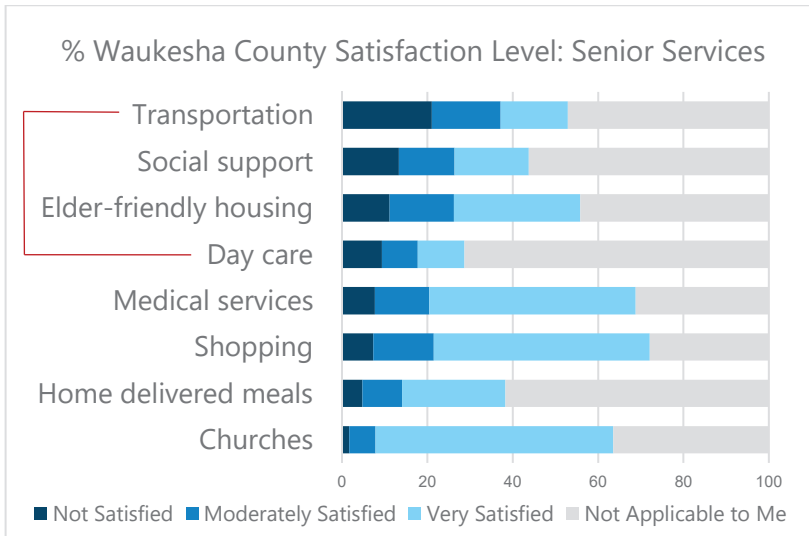 % Waukesha County Satisfaction Level: Senior Services
Transportation
Social support
Elder-friendly housing
Day care
Medical services
Shopping
Home delivered meals
Churches
0 20 40 60 80 100
Not Satisfied Moderately Satisfied Very Satisfied Not Applicable to Me